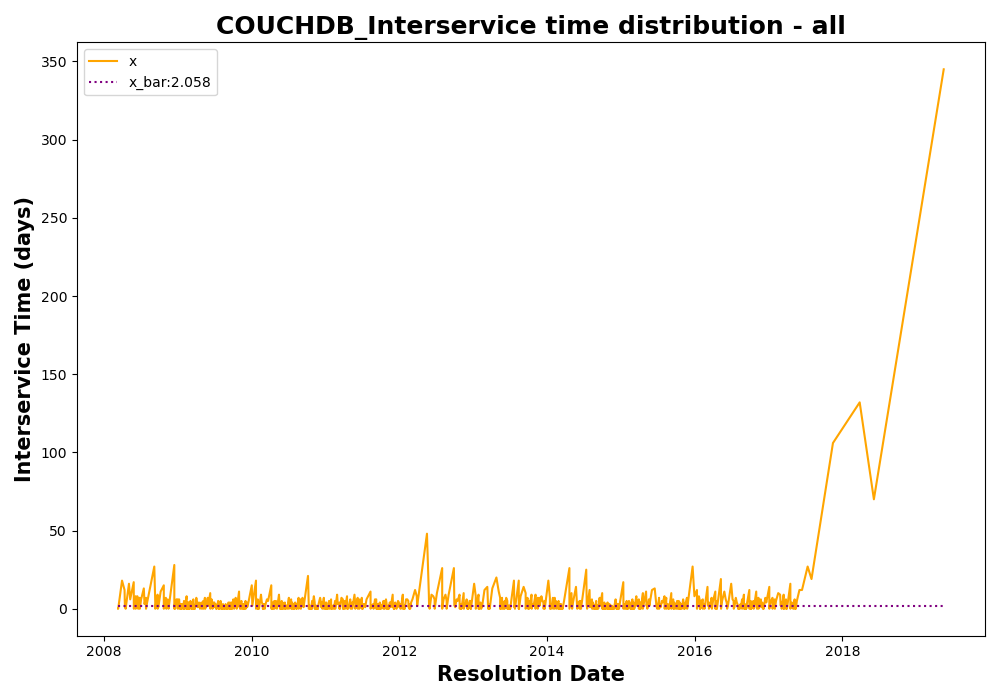 COUCHDB_Interservice time distribution - all
x
x_bar:2.058
Interservice Time (days)
350
300
250
200
150
100
50
0
2008
2010
2012
2014
2016
2018
Resolution Date